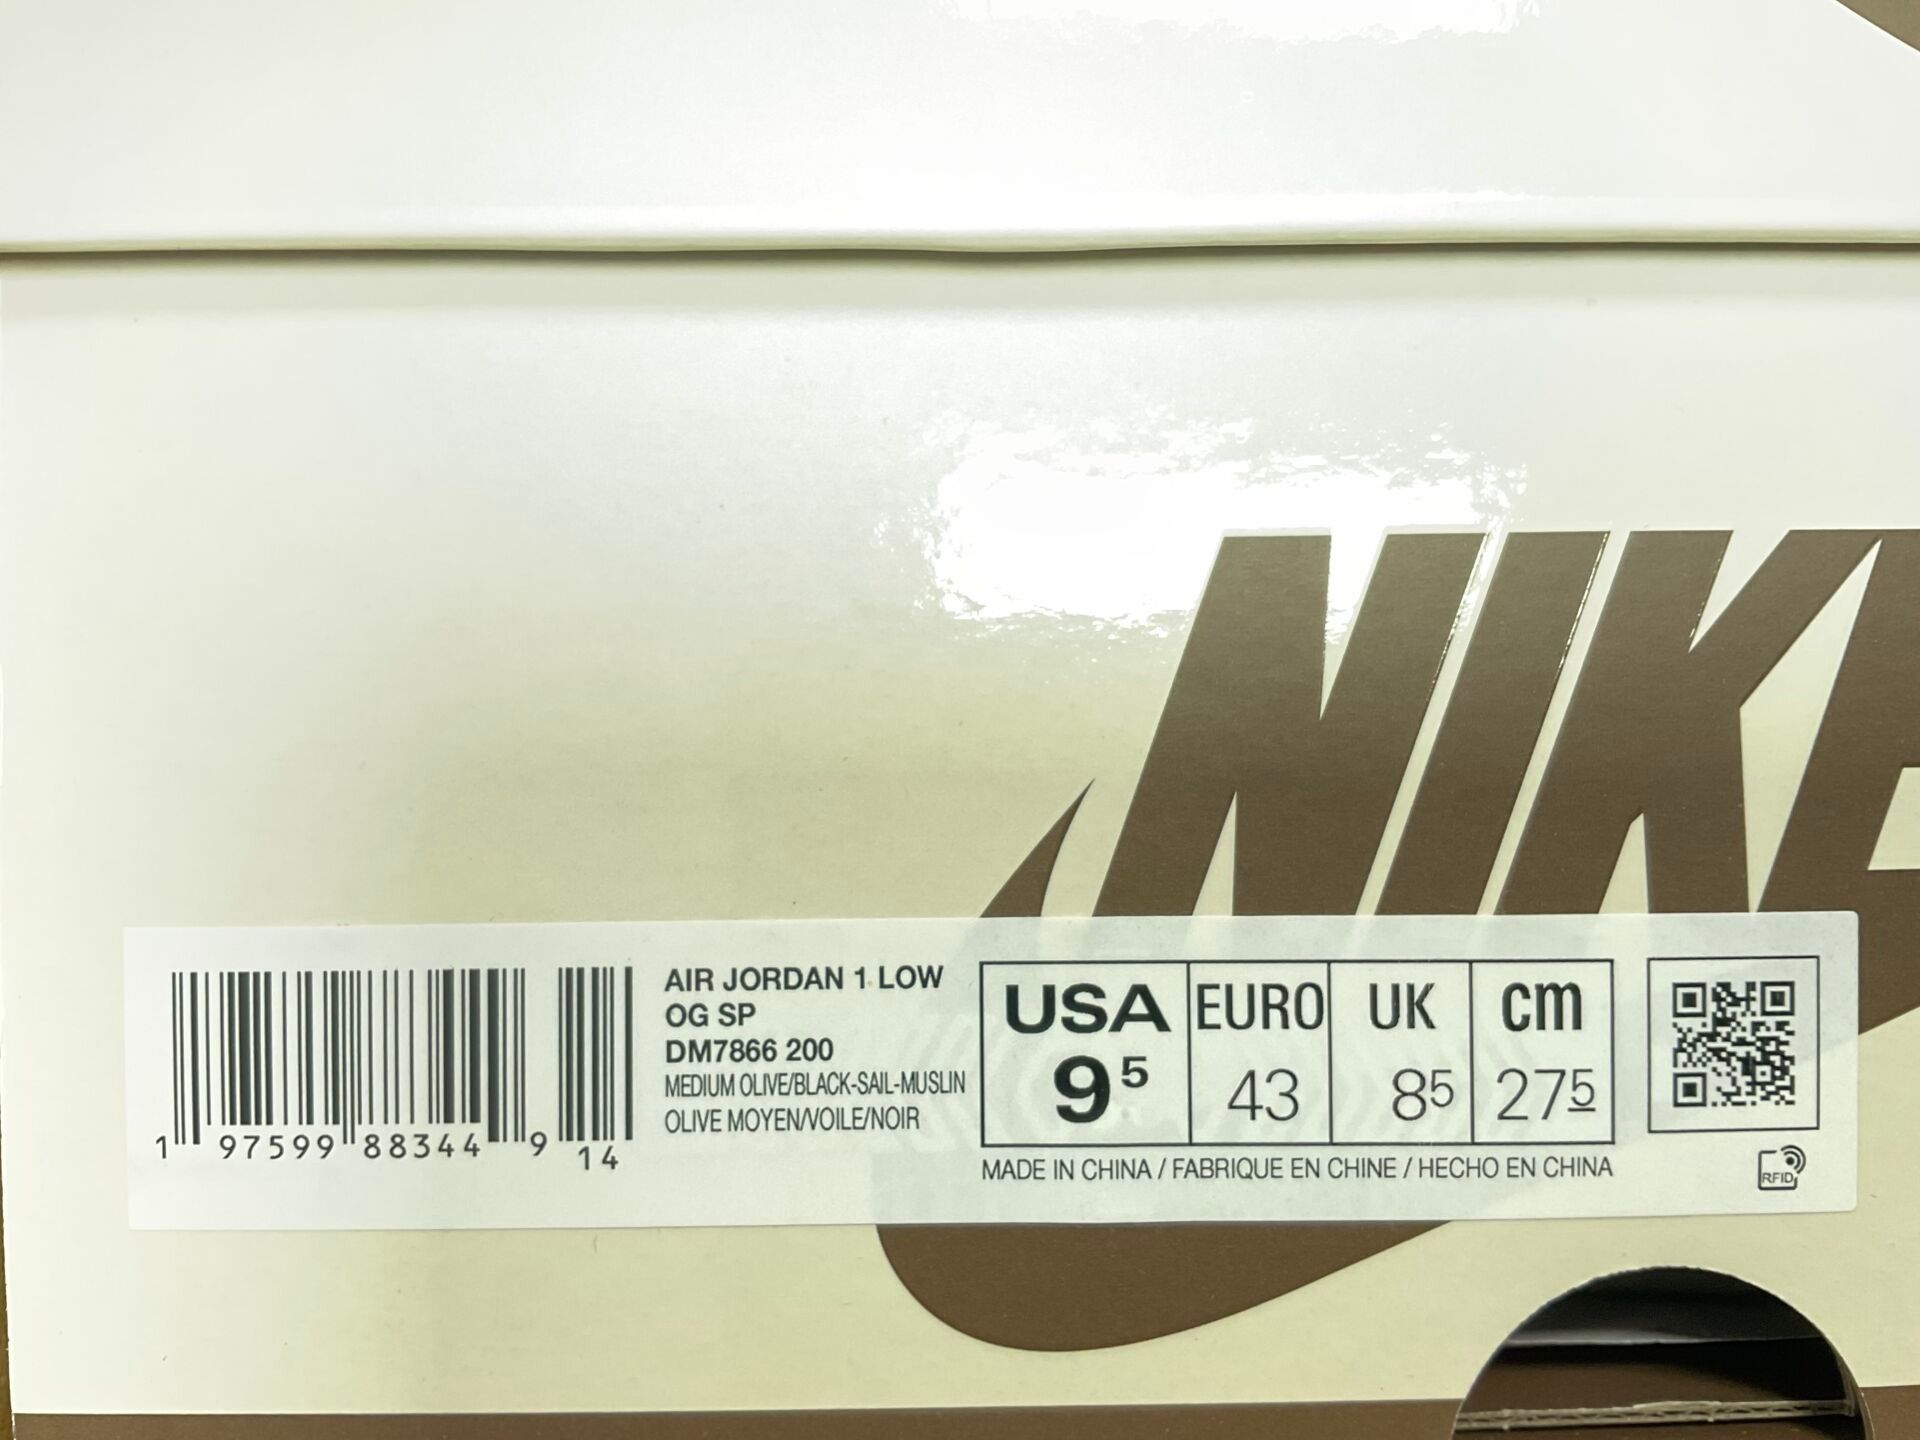 NIKE
AIR JORDAN 1 LOW
OG SP
DM7866 200
MEDIUM OLIVE/BLACK-SAIL-MUSLIN
OLIVE MOYEN/VOILE/NOIR
1 97599 88344 9 14
USA EURO UK cm
9⁵ 43 85 275
MADE IN CHINA / FABRIQUE EN CHINE / HECHO EN CHINA
RFID